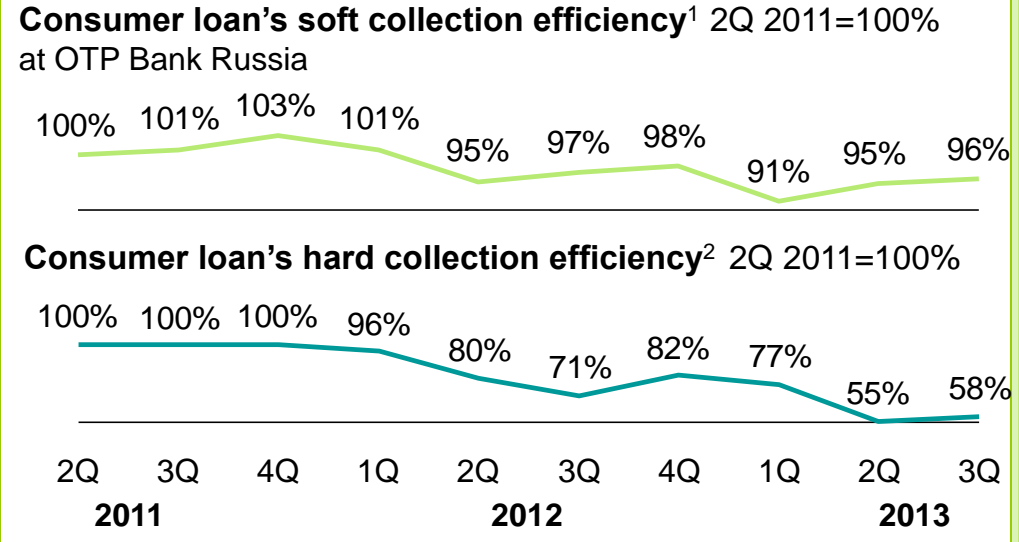 Consumer loan’s soft collection efficiency¹ 2Q 2011=100%
at OTP Bank Russia
100% 101% 103% 101% 95% 97% 98% 91% 95% 96%
Consumer loan’s hard collection efficiency² 2Q 2011=100%
100% 100% 100% 96% 80% 71% 82% 77% 55% 58%
2Q 3Q 4Q 1Q 2Q 3Q 4Q 1Q 2Q 3Q
2011 2012 2013